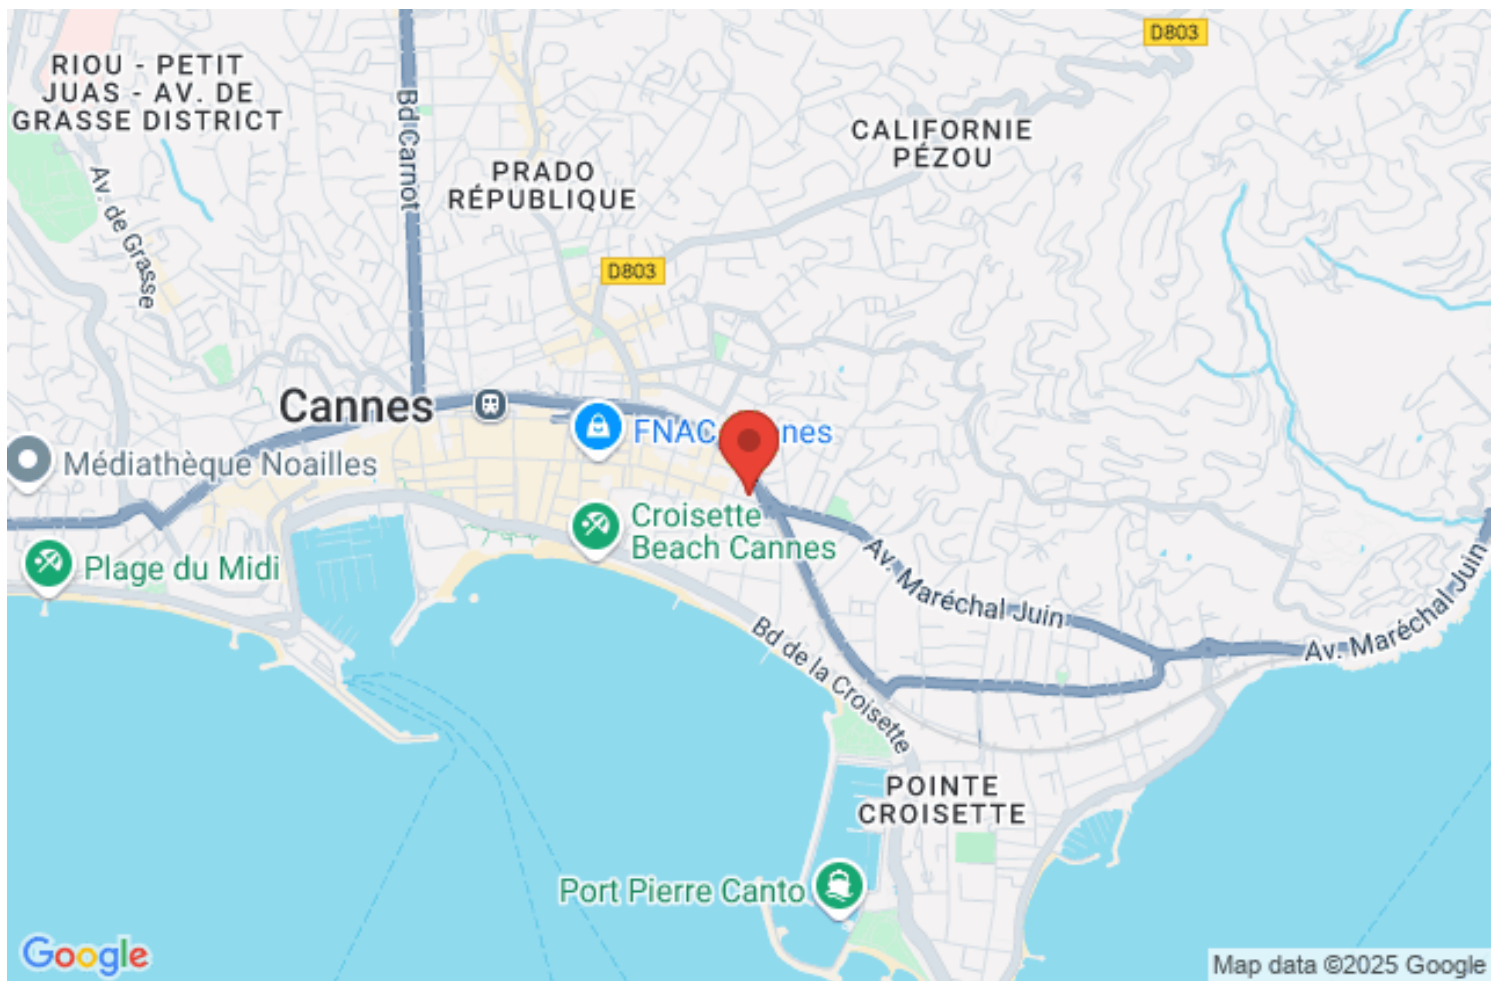 D803
RIOU - PETIT
JUAS - AV. DE
GRASSE DISTRICT
Bd Carnot
CALIFORNIE
PÉZOU
PRADO
RÉPUBLIQUE
Av. de Grasse
D803
Cannes
FNAC nnes
Médiathèque Noailles
Croisette
Beach Cannes
Plage du Midi
Av. Maréchal Juin
Av. Maréchal Juin
Bd de la Croisette
POINTE
CROISETTE
Port Pierre Canto
Google
Map data ©2025 Google